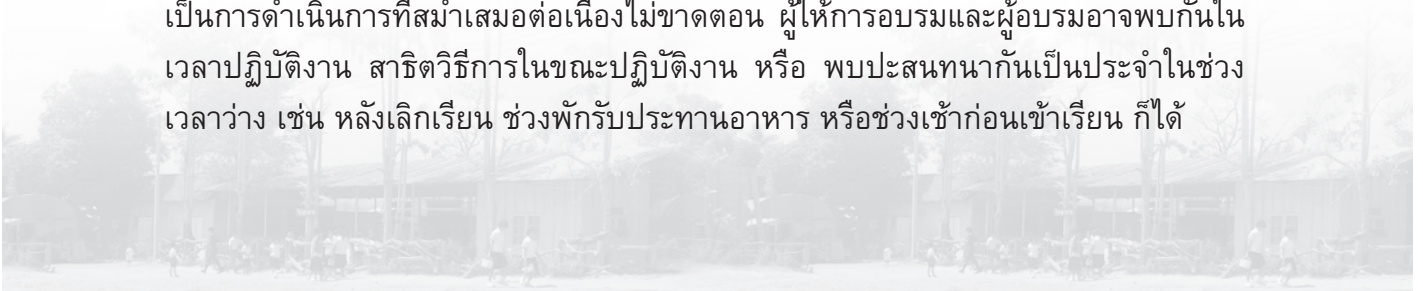 เป็นการดำเนินการที่สม่ำเสมอต่อเนื่องไม่ขาดตอน ผู้ให้การอบรมและผู้อบรมอาจพบกันใน
เวลาปฏิบัติงาน สาธิตวิธีการในขณะปฏิบัติงาน หรือ พบปะสนทนากันเป็นประจำในช่วง
เวลาว่าง เช่น หลังเลิกเรียน ช่วงพักรับประทานอาหาร หรือช่วงเช้าก่อนเข้าเรียน ก็ได้